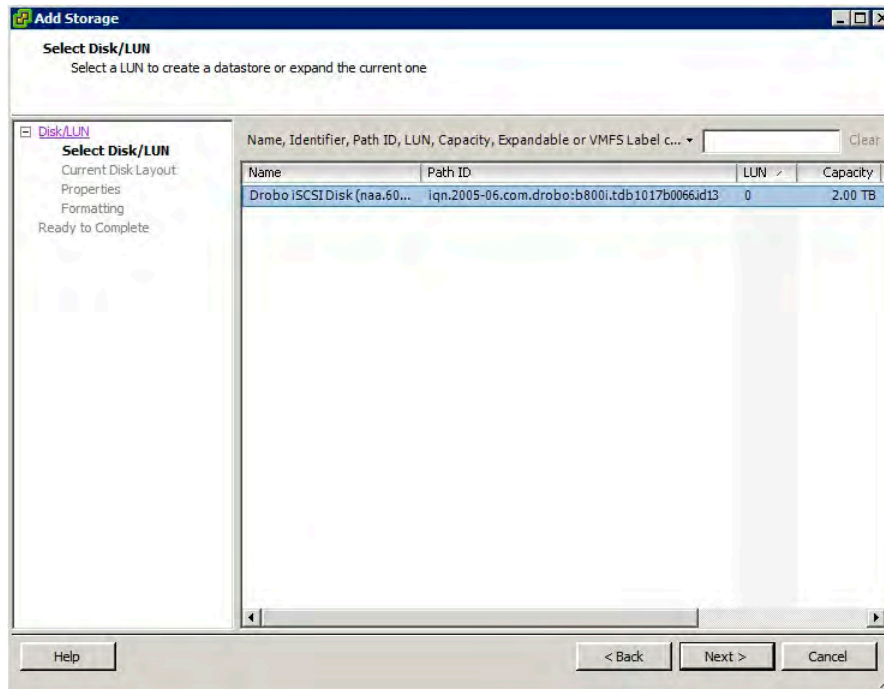 Add Storage
Select Disk/LUN
Select a LUN to create a datastore or expand the current one
Disk/LUN
Select Disk/LUN
Current Disk Layout
Properties
Formatting
Ready to Complete
Name, Identifier, Path ID, LUN, Capacity, Expandable or VMFS Label c...
Clear
Name Path ID LUN Capacity
Drobo iSCSI Disk (naa.60... iqn.2005-06.com.drobo:b800i.tdb1017b0066.id13 0 2.00 TB
Help < Back Next > Cancel